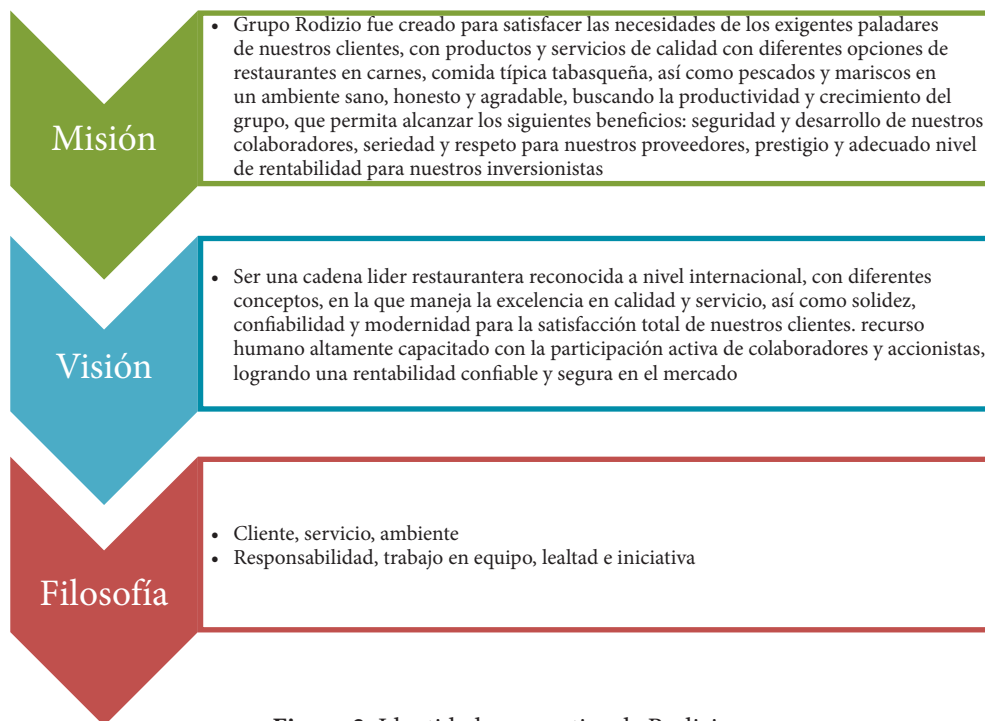 Misión
• Grupo Rodizio fue creado para satisfacer las necesidades de los exigentes paladares
de nuestros clientes, con productos y servicios de calidad con diferentes opciones de
restaurantes en carnes, comida típica tabasqueña, así como pescados y mariscos en
un ambiente sano, honesto y agradable, buscando la productividad y crecimiento del
grupo, que permita alcanzar los siguientes beneficios: seguridad y desarrollo de nuestros
colaboradores, seriedad y respeto para nuestros proveedores, prestigio y adecuado nivel
de rentabilidad para nuestros inversionistas
Visión
• Ser una cadena lider restaurantera reconocida a nivel internacional, con diferentes
conceptos, en la que maneja la excelencia en calidad y servicio, así como solidez,
confiabilidad y modernidad para la satisfacción total de nuestros clientes. recurso
humano altamente capacitado con la participación activa de colaboradores y accionistas,
logrando una rentabilidad confiable y segura en el mercado
Filosofía
• Cliente, servicio, ambiente
• Responsabilidad, trabajo en equipo, lealtad e iniciativa